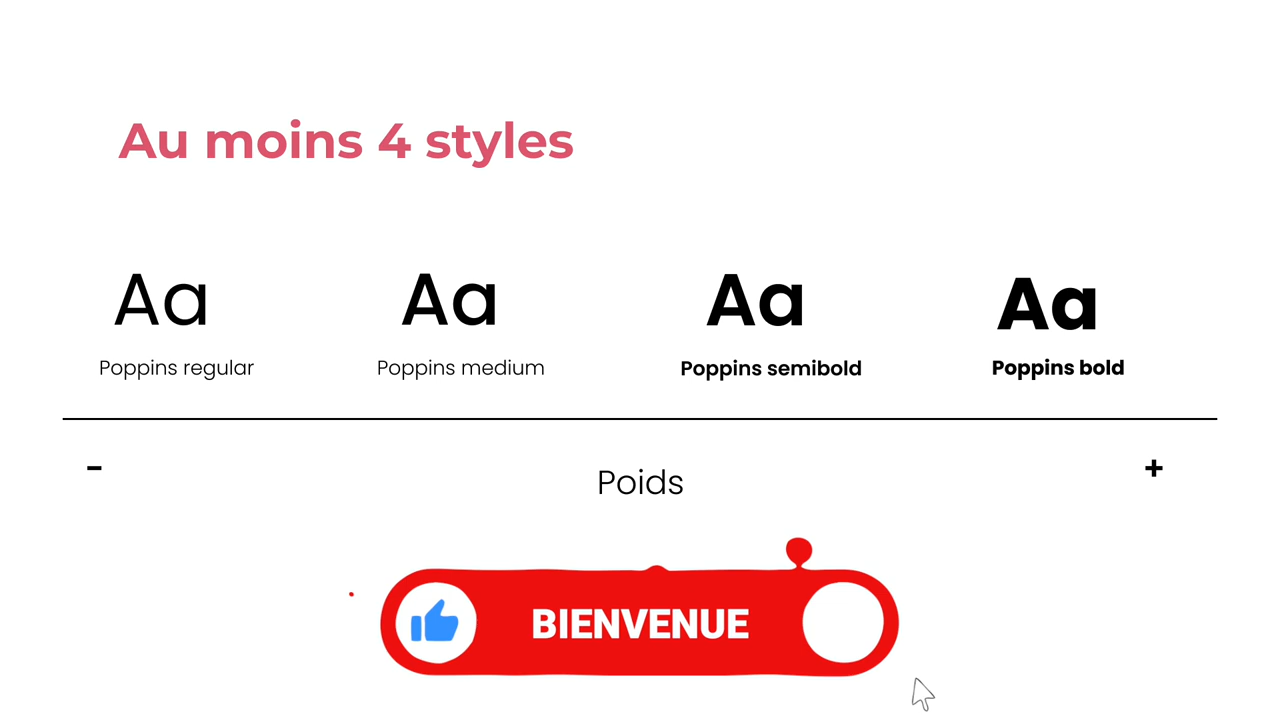 Au moins 4 styles
Aa Aa Aa Aa
Poppins regular Poppins medium Poppins semibold Poppins bold
- +
Poids
BIENVENUE